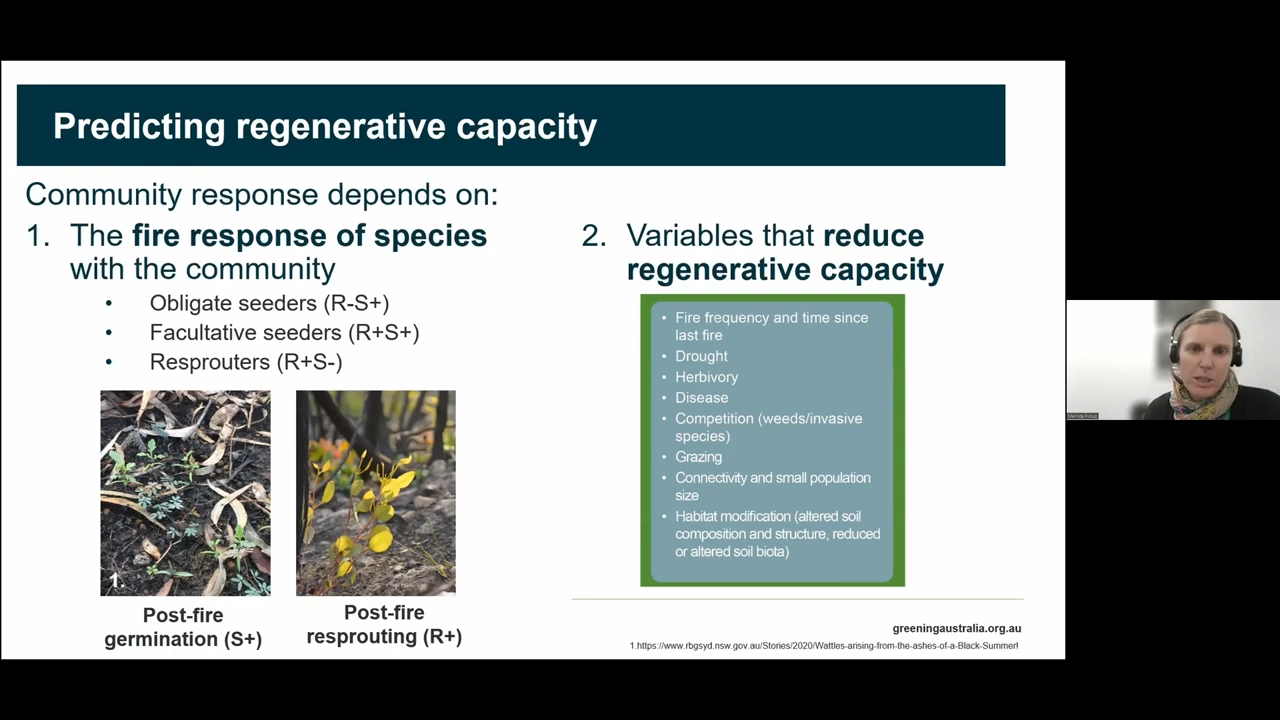 Predicting regenerative capacity
Community response depends on:
1. The fire response of species
with the community
• Obligate seeders (R-S+)
• Facultative seeders (R+S+)
• Resprouters (R+S-)
1.
Post-fire
germination (S+)
Post-fire
resprouting (R+)
2. Variables that reduce
regenerative capacity
• Fire frequency and time since
last fire
• Drought
• Herbivory
• Disease
• Competition (weeds/invasive
species)
• Grazing
• Connectivity and small population
size
• Habitat modification (altered soil
composition and structure, reduced
or altered soil biota)
greeningaustralia.org.au
1.https://www.rbgsyd.nsw.gov.au/Stories/2020/Wattles-arising-from-the-ashes-of-a-Black-Summer!